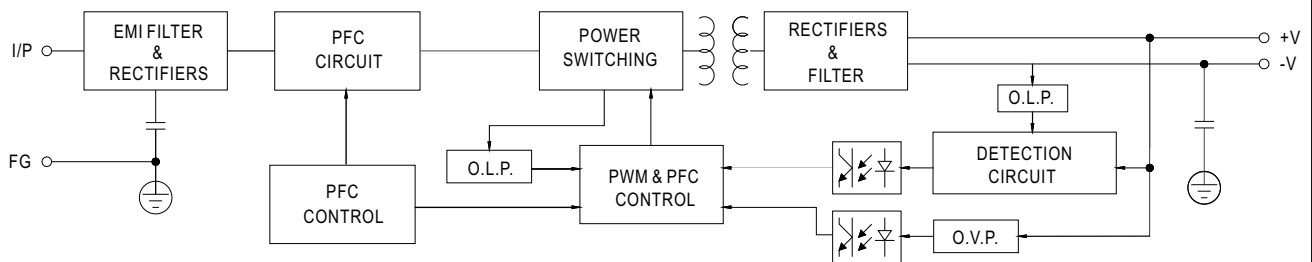 I/P
EMI FILTER
&
RECTIFIERS
PFC
CIRCUIT
POWER
SWITCHING
RECTIFIERS
&
FILTER
+V
-V
O.L.P.
FG
PFC
CONTROL
O.L.P.
PWM & PFC
CONTROL
DETECTION
CIRCUIT
O.V.P.